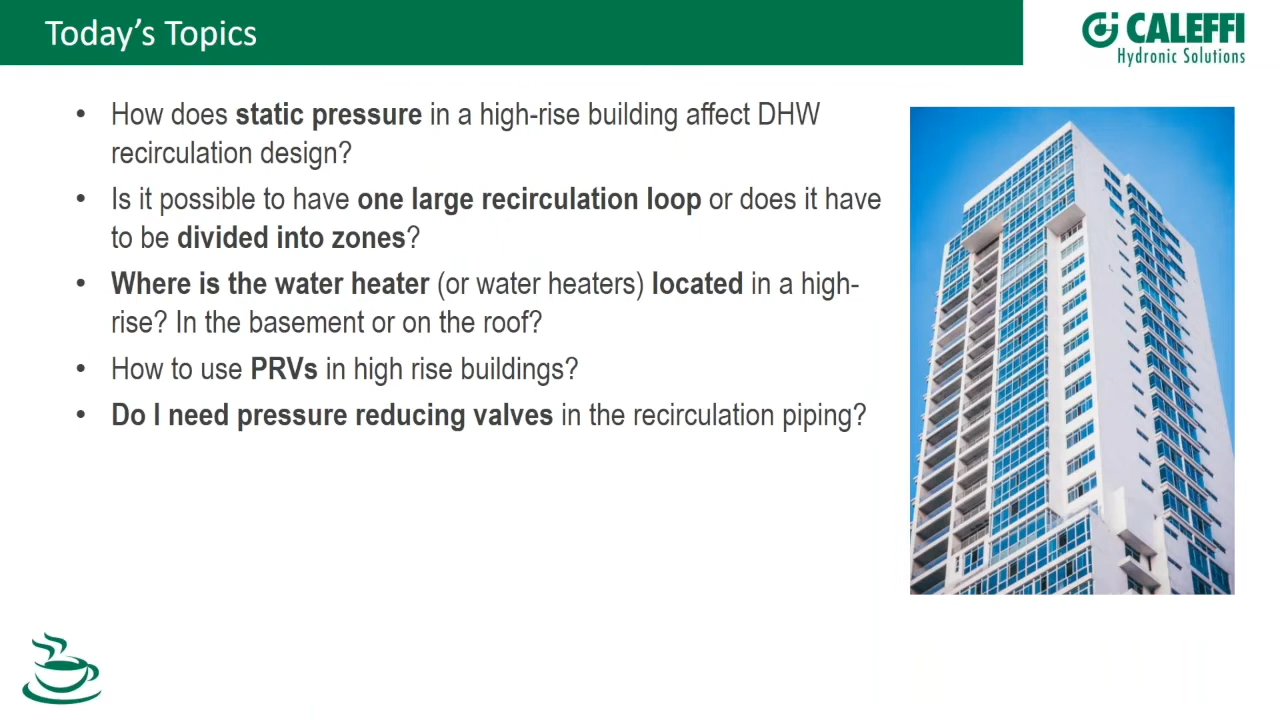 Today's Topics
CALEFFI
Hydronic Solutions
• How does static pressure in a high-rise building affect DHW
recirculation design?
• Is it possible to have one large recirculation loop or does it have
to be divided into zones?
• Where is the water heater (or water heaters) located in a high-
rise? In the basement or on the roof?
• How to use PRVs in high rise buildings?
• Do I need pressure reducing valves in the recirculation piping?